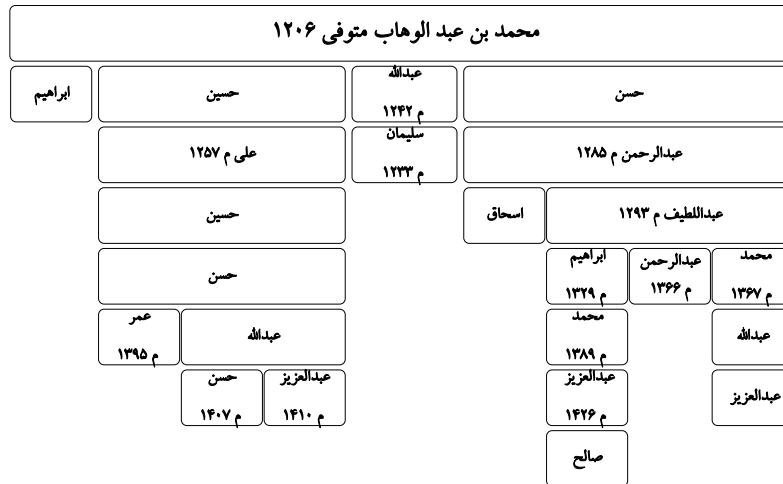 محمد بن عبد الوهاب متوفی ۱۲۰۶
حسن
عبدالله
م ۱۲۴۲
حسین
ابراهیم
عبدالرحمن م ۱۲۸۵
سلیمان
م ۱۲۳۳
علی م ۱۲۵۷
عبداللطیف م ۱۲۹۳
اسحاق
حسین
محمد
م ۱۳۶۷
عبدالرحمن
م ۱۳۶۶
ابراهیم
م ۱۳۲۹
حسن
عبدالله
محمد
م ۱۳۸۹
عبدالله
عمر
م ۱۳۹۵
عبدالعزیز
عبدالعزیز
م ۱۴۲۶
عبدالعزیز
م ۱۴۱۰
حسن
م ۱۴۰۷
صالح